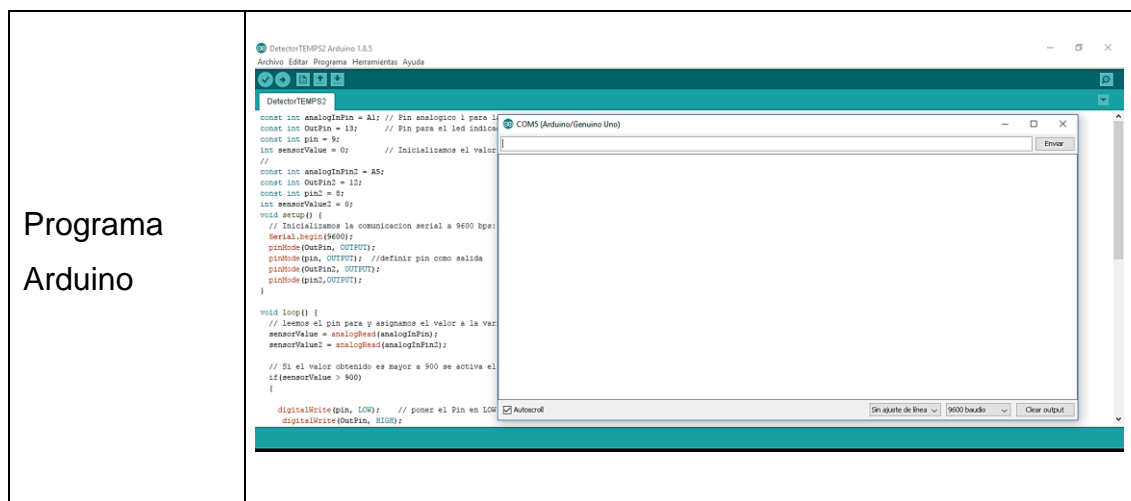 Programa
Arduino
DetectorTEMPS2 Arduino 1.8.5
Archivo Editar Programa Herramientas Ayuda
DetectorTEMPS2
const int analogInPin = A1; // Pin analogico 1 para l
const int OutPin = 13; // Pin para el led indica
const int pin = 9;
int sensorValue = 0; // Inicializamos el valor
//
const int analogInPin2 = A5;
const int OutPin2 = 12;
const int pin2 = 8;
int sensorValue2 = 0;
void setup() {
// Inicializamos la comunicacion serial a 9600 bps:
Serial.begin(9600);
pinMode(OutPin, OUTPUT);
pinMode(pin, OUTPUT); //definir pin como salida
pinMode(OutPin2, OUTPUT);
pinMode(pin2,OUTPUT);
}
void loop() {
// leemos el pin para y asignamos el valor a la var
sensorValue = analogRead(analogInPin);
sensorValue2 = analogRead(analogInPin2);
// Si el valor obtenido es mayor a 900 se activa el
if(sensorValue > 900)
{
digitalWrite(pin, LOW); // poner el Pin en LOW
digitalWrite(OutPin, HIGH);
COM5 (Arduino/Genuino Uno)
Enviar
Autoscroll
Sin ajuste de línea
9600 baudio
Clear output